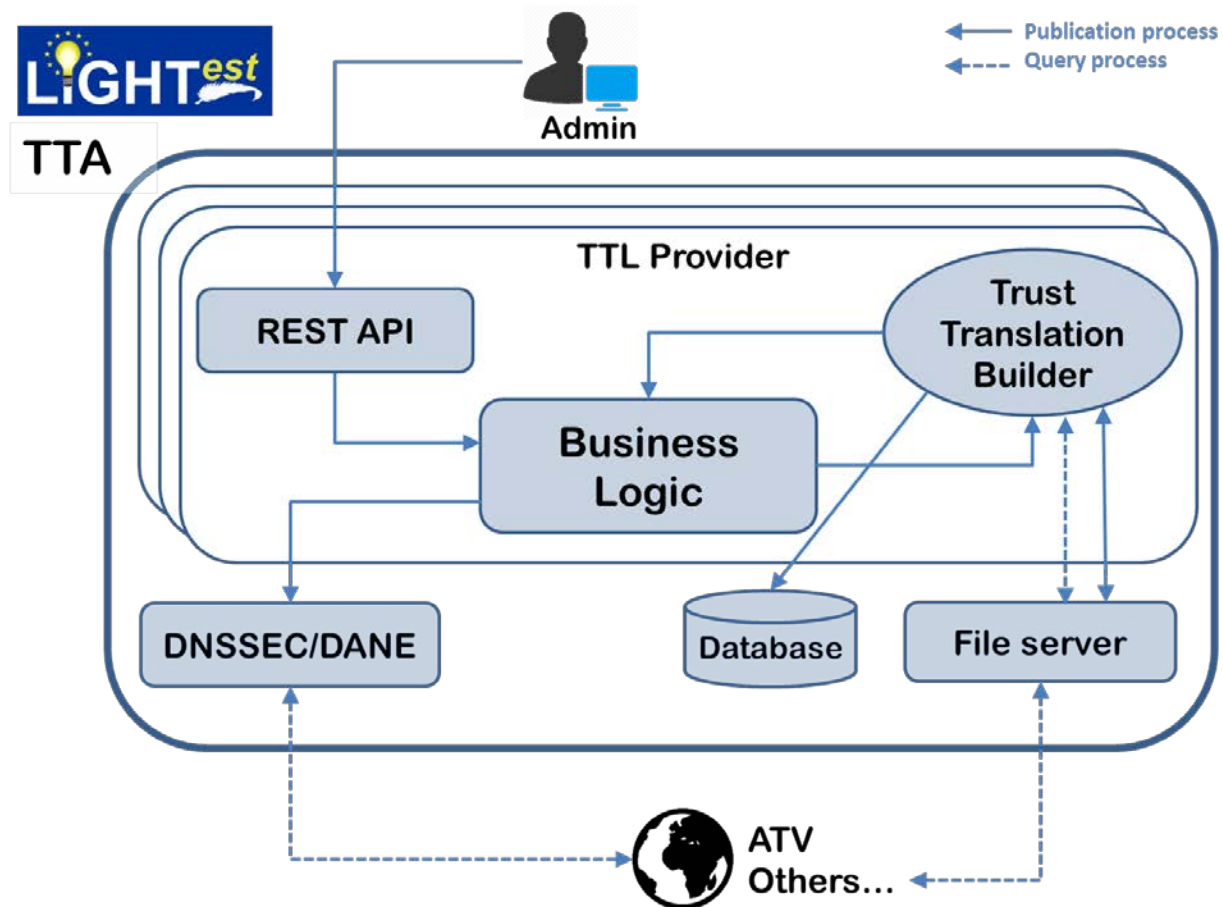 LiGHTest
Publication process
Query process
Admin
TTA
TTL Provider
REST API
Trust
Translation
Builder
Business
Logic
DNSSEC/DANE
Database
File server
ATV
Others...